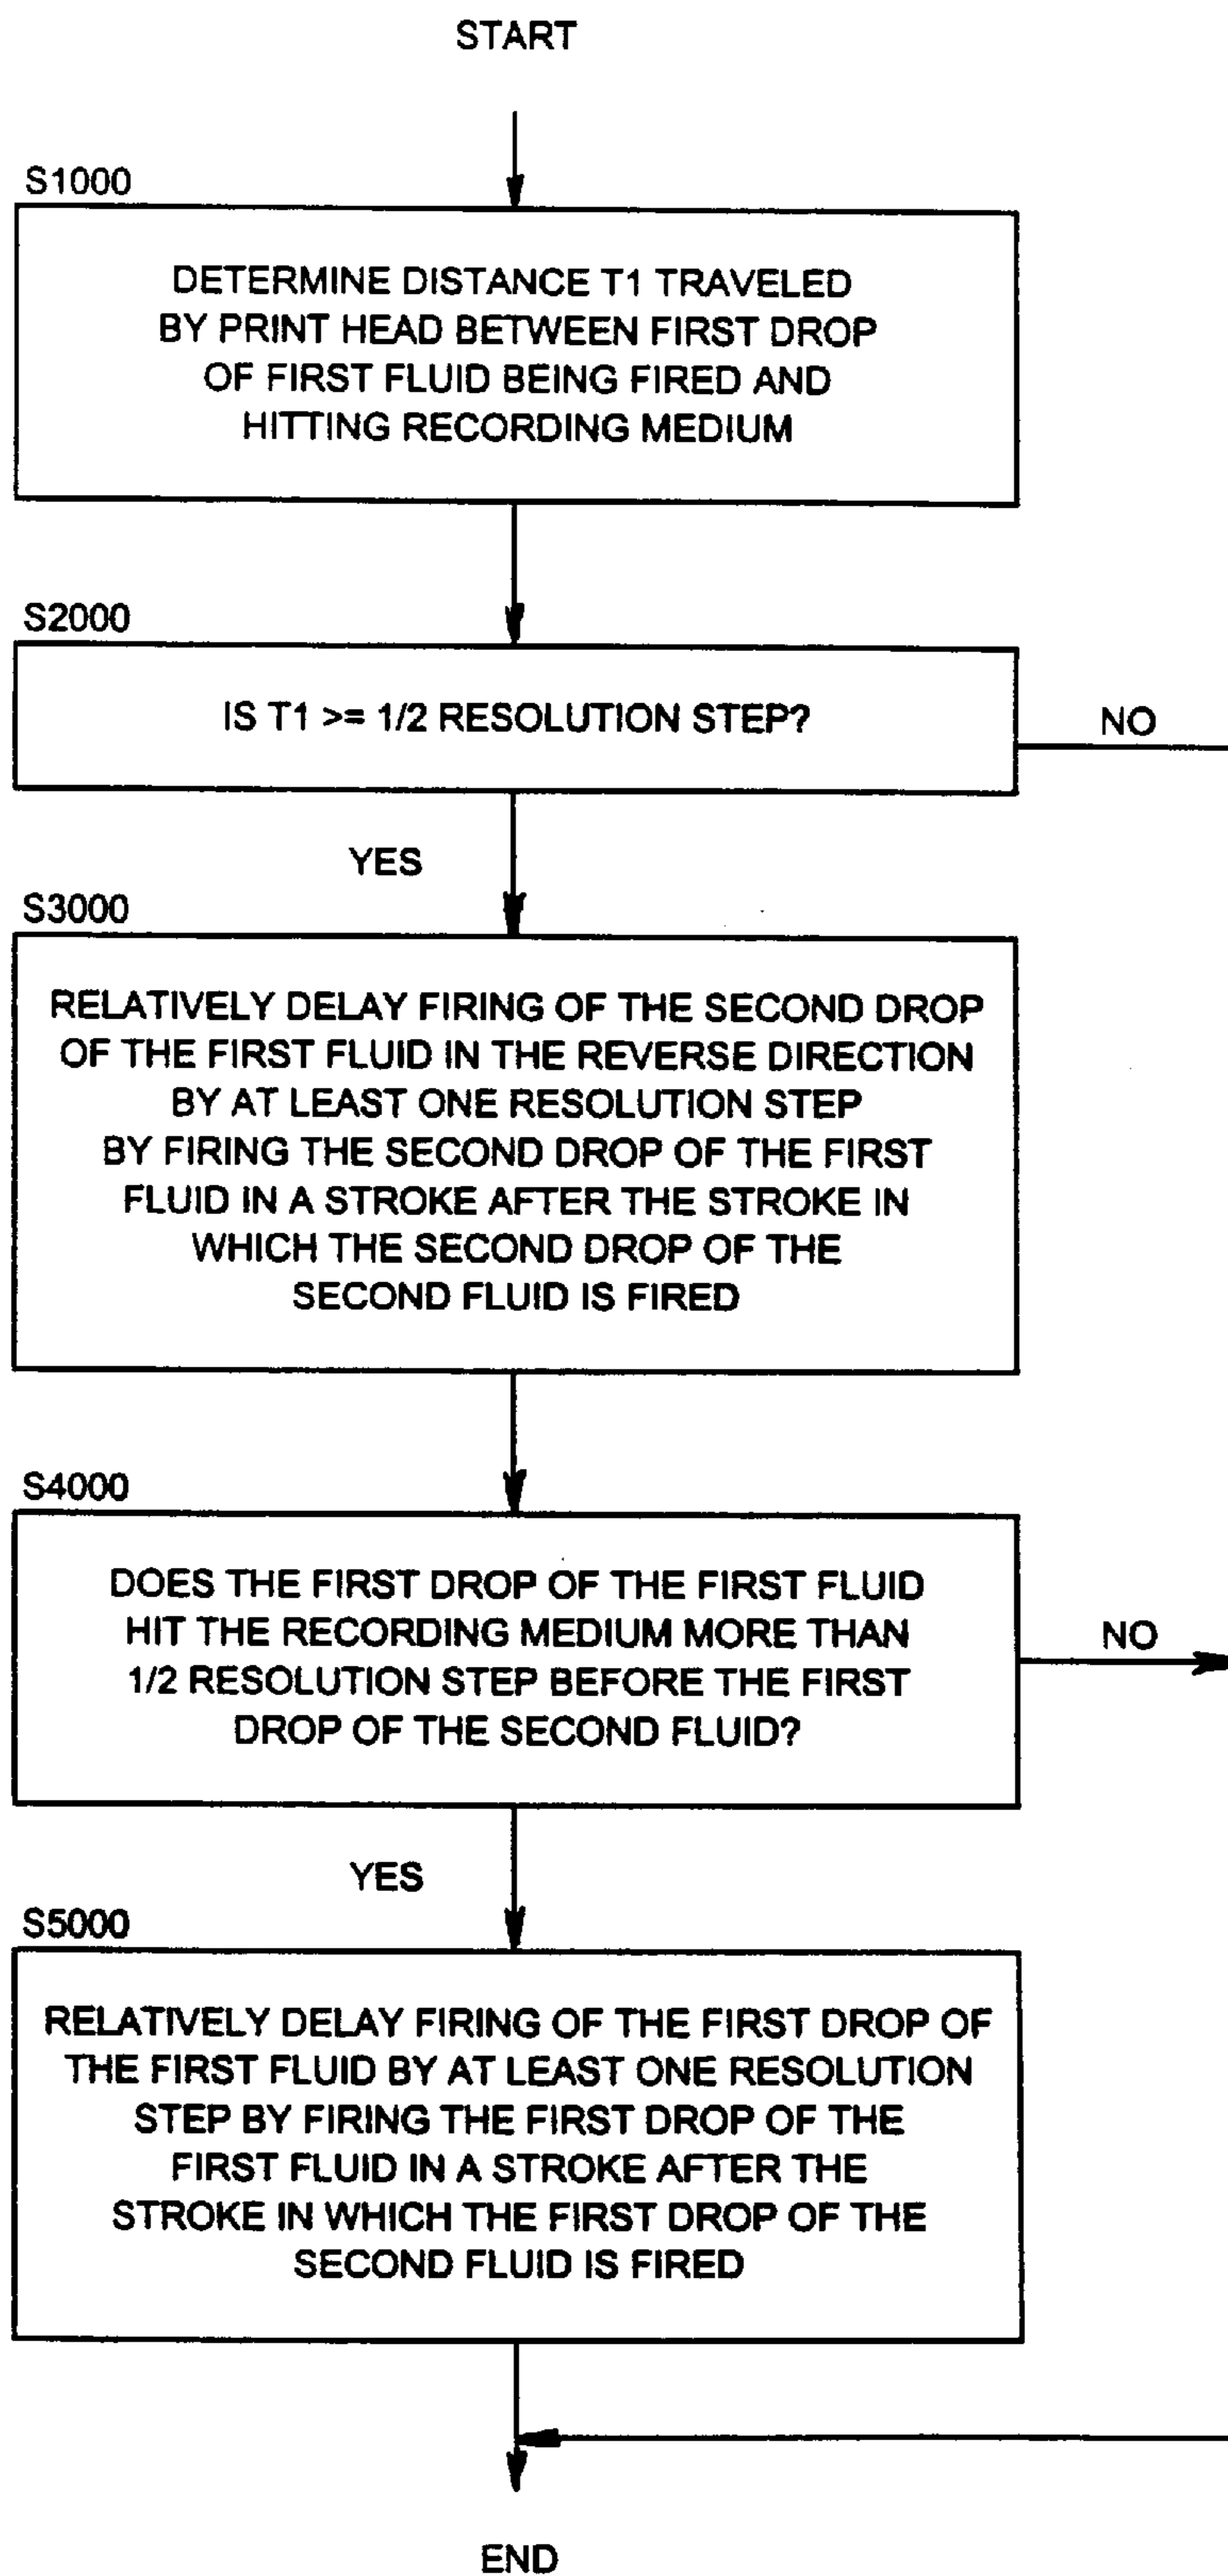 START
S1000
DETERMINE DISTANCE T1 TRAVELED
BY PRINT HEAD BETWEEN FIRST DROP
OF FIRST FLUID BEING FIRED AND
HITTING RECORDING MEDIUM
S2000
IS T1 >= 1/2 RESOLUTION STEP?
NO
YES
S3000
RELATIVELY DELAY FIRING OF THE SECOND DROP
OF THE FIRST FLUID IN THE REVERSE DIRECTION
BY AT LEAST ONE RESOLUTION STEP
BY FIRING THE SECOND DROP OF THE FIRST
FLUID IN A STROKE AFTER THE STROKE IN
WHICH THE SECOND DROP OF THE
SECOND FLUID IS FIRED
S4000
DOES THE FIRST DROP OF THE FIRST FLUID
HIT THE RECORDING MEDIUM MORE THAN
1/2 RESOLUTION STEP BEFORE THE FIRST
DROP OF THE SECOND FLUID?
NO
YES
S5000
RELATIVELY DELAY FIRING OF THE FIRST DROP OF
THE FIRST FLUID BY AT LEAST ONE RESOLUTION
STEP BY FIRING THE FIRST DROP OF THE
FIRST FLUID IN A STROKE AFTER THE
STROKE IN WHICH THE FIRST DROP OF THE
SECOND FLUID IS FIRED
END